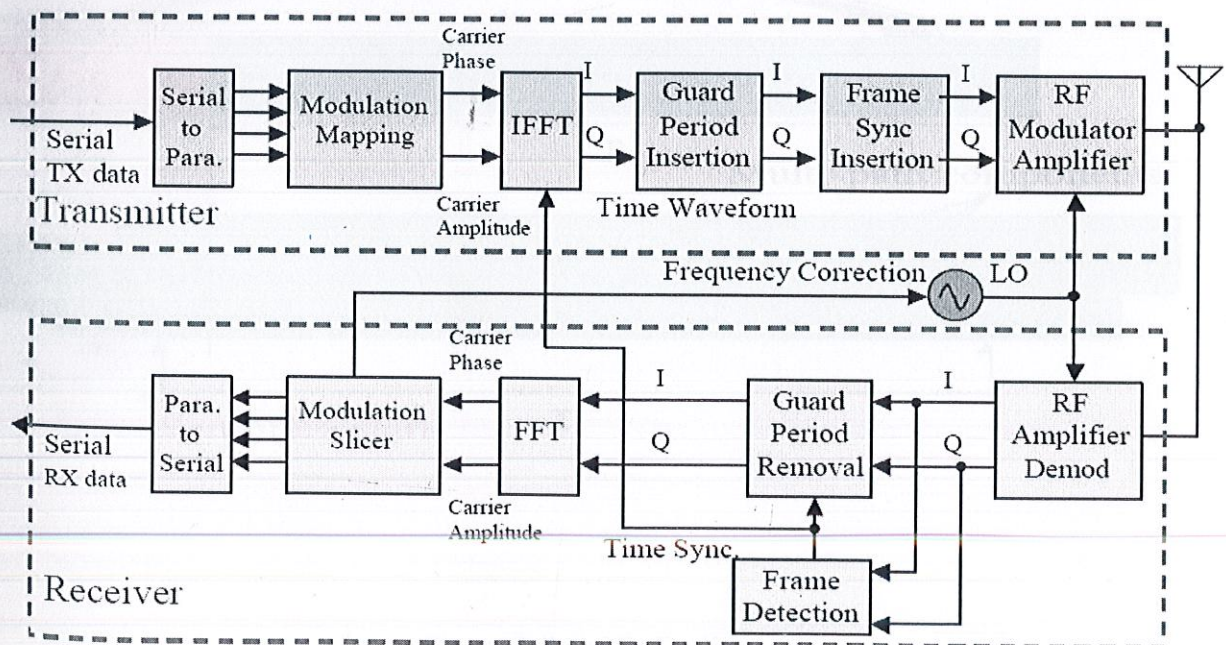 Carrier
Phase
Serial
to
Para.
Modulation
Mapping
IFFT
I
Q
Guard
Period
Insertion
I
Q
Frame
Sync
Insertion
I
Q
RF
Modulator
Amplifier
Serial
TX data
Transmitter
Carrier
Amplitude
Time Waveform
Frequency Correction
LO
Carrier
Phase
Para.
to
Serial
Modulation
Slicer
FFT
I
Q
Guard
Period
Removal
I
Q
RF
Amplifier
Demod
Serial
RX data
Carrier
Amplitude
Time Sync.
Frame
Detection
Receiver